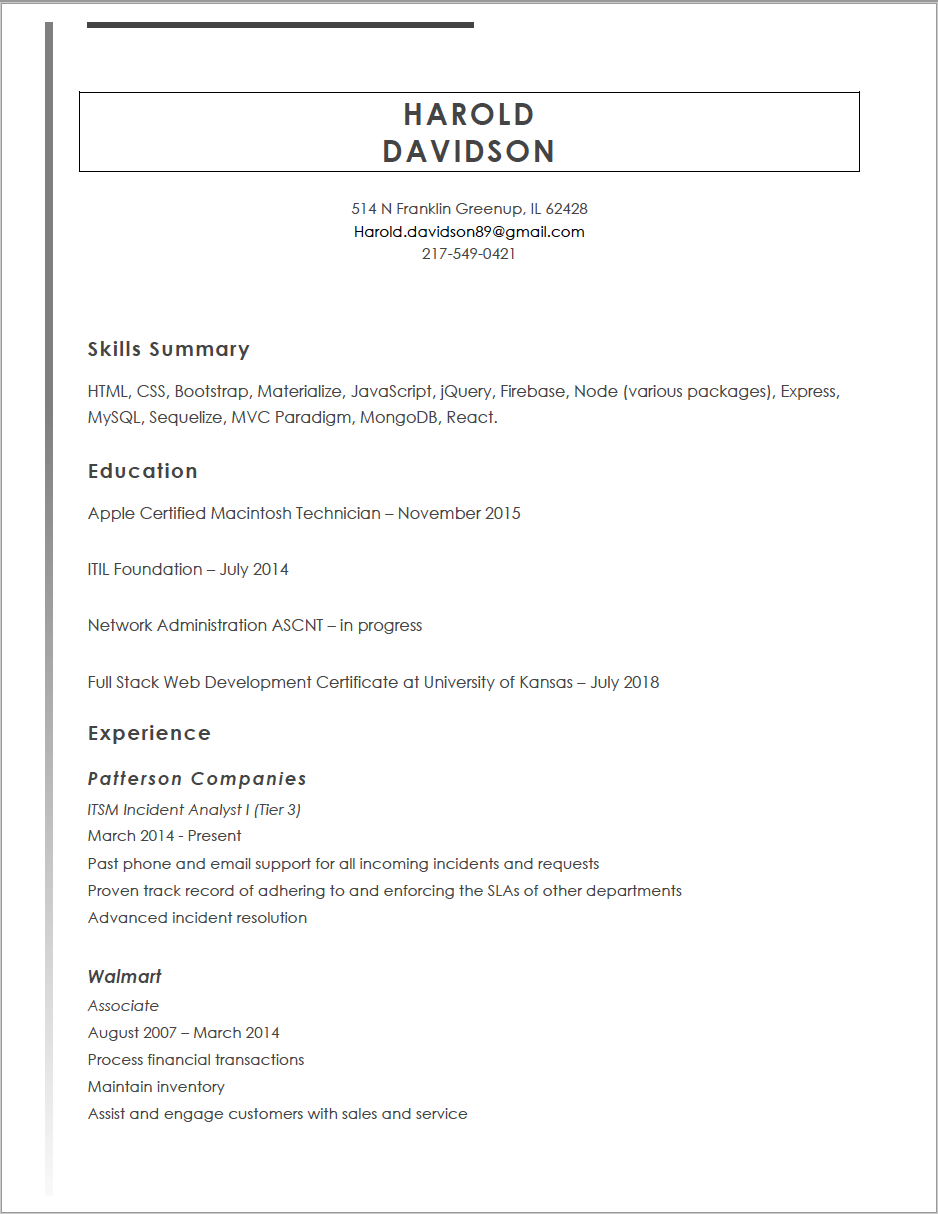 HAROLD
DAVIDSON
514 N Franklin Greenup, IL 62428
Harold.davidson89@gmail.com
217-549-0421
Skills Summary
HTML, CSS, Bootstrap, Materialize, JavaScript, jQuery, Firebase, Node (various packages), Express,
MySQL, Sequelize, MVC Paradigm, MongoDB, React.
Education
Apple Certified Macintosh Technician – November 2015
ITIL Foundation – July 2014
Network Administration ASCNT – in progress
Full Stack Web Development Certificate at University of Kansas – July 2018
Experience
Patterson Companies
ITSM Incident Analyst I (Tier 3)
March 2014 - Present
Past phone and email support for all incoming incidents and requests
Proven track record of adhering to and enforcing the SLAs of other departments
Advanced incident resolution
Walmart
Associate
August 2007 – March 2014
Process financial transactions
Maintain inventory
Assist and engage customers with sales and service